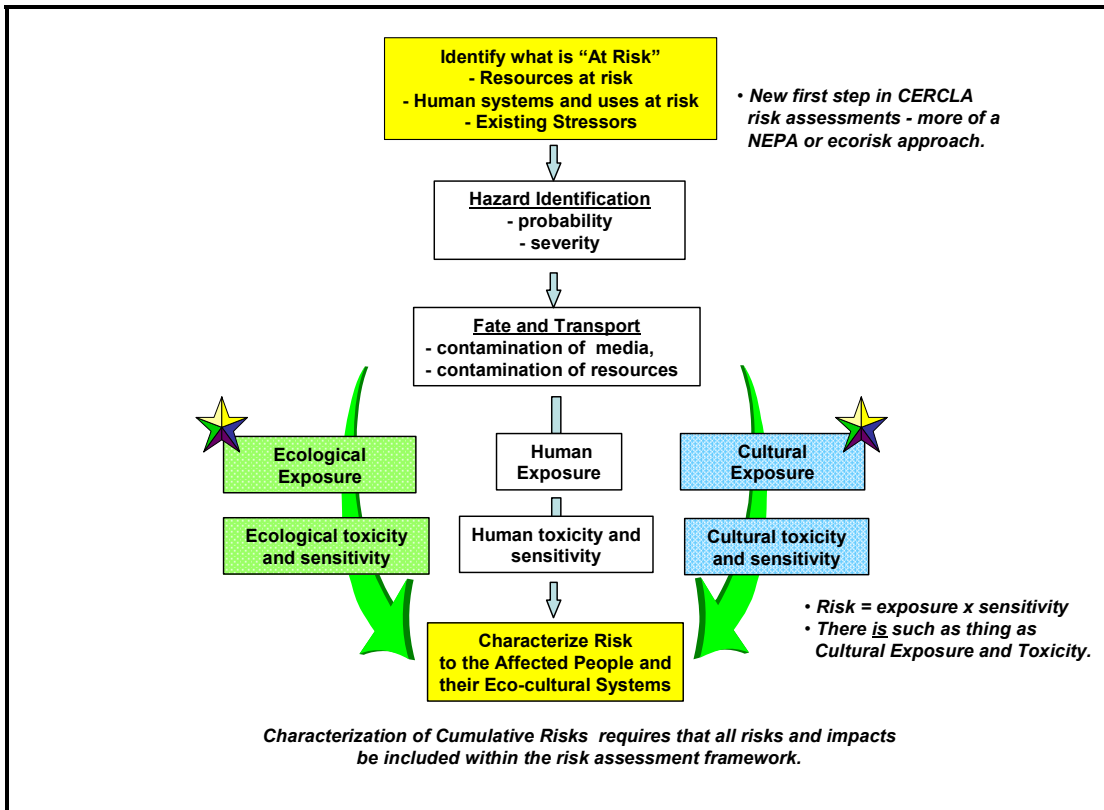 Identify what is “At Risk”
- Resources at risk
- Human systems and uses at risk
- Existing Stressors
• New first step in CERCLA
risk assessments - more of a
NEPA or ecorisk approach.
Hazard Identification
- probability
- severity
Fate and Transport
- contamination of media,
- contamination of resources
Ecological
Exposure
Human
Exposure
Cultural
Exposure
Ecological toxicity
and sensitivity
Human toxicity and
sensitivity
Cultural toxicity
and sensitivity
• Risk = exposure x sensitivity
• There is such as thing as
Cultural Exposure and Toxicity.
Characterize Risk
to the Affected People and
their Eco-cultural Systems
Characterization of Cumulative Risks requires that all risks and impacts
be included within the risk assessment framework.